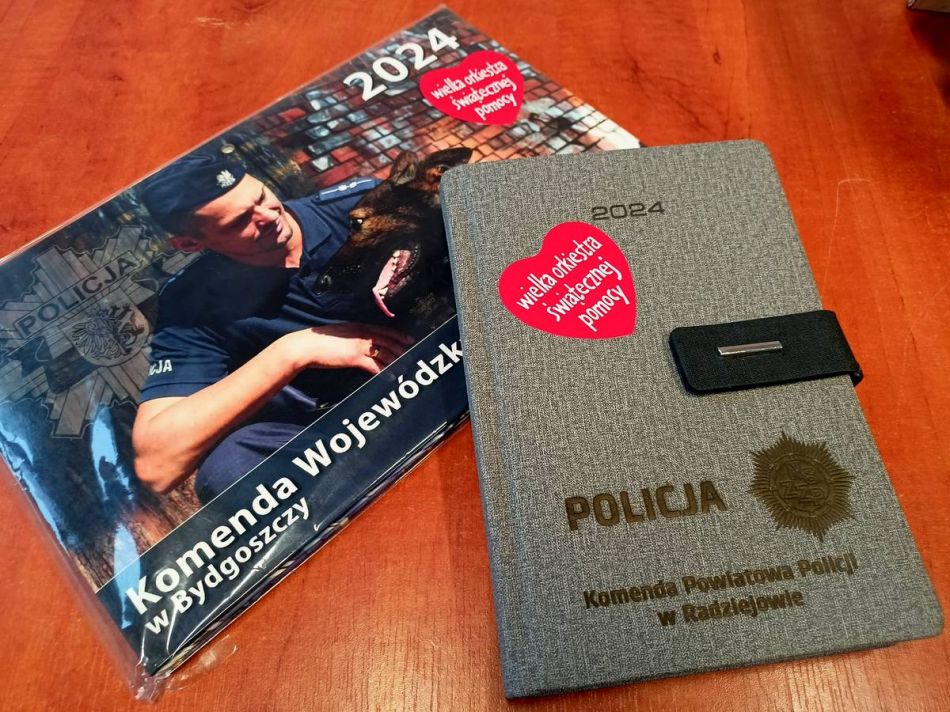 2024
wielka orkiestra
świątecznej
pomocy
POLICJA
CJA
Komenda Wojewódzk
w Bydgoszczy
2024
wielka orkiestra
świątecznej
pomocy
POLICJA
Komenda Powiatowa Policji
w Radziejowie